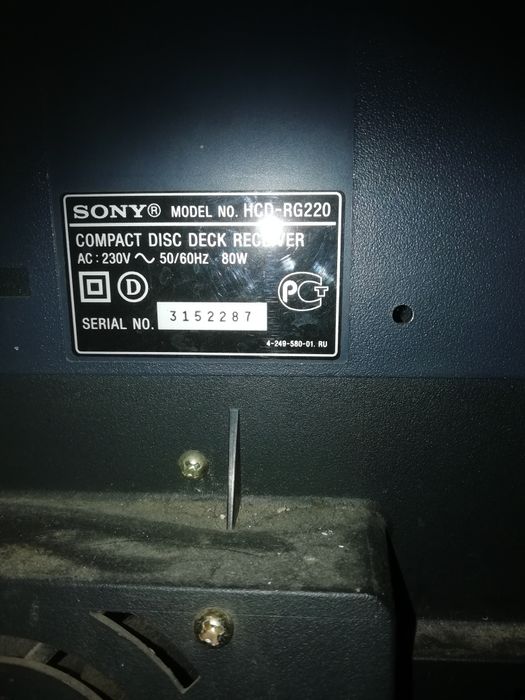 SONY® MODEL NO. HCD-RG220
COMPACT DISC DECK RECEIVER
AC: 230V ~ 50/60Hz 80W
D
PCT
SERIAL NO. 3152287
4-249-580-01. RU